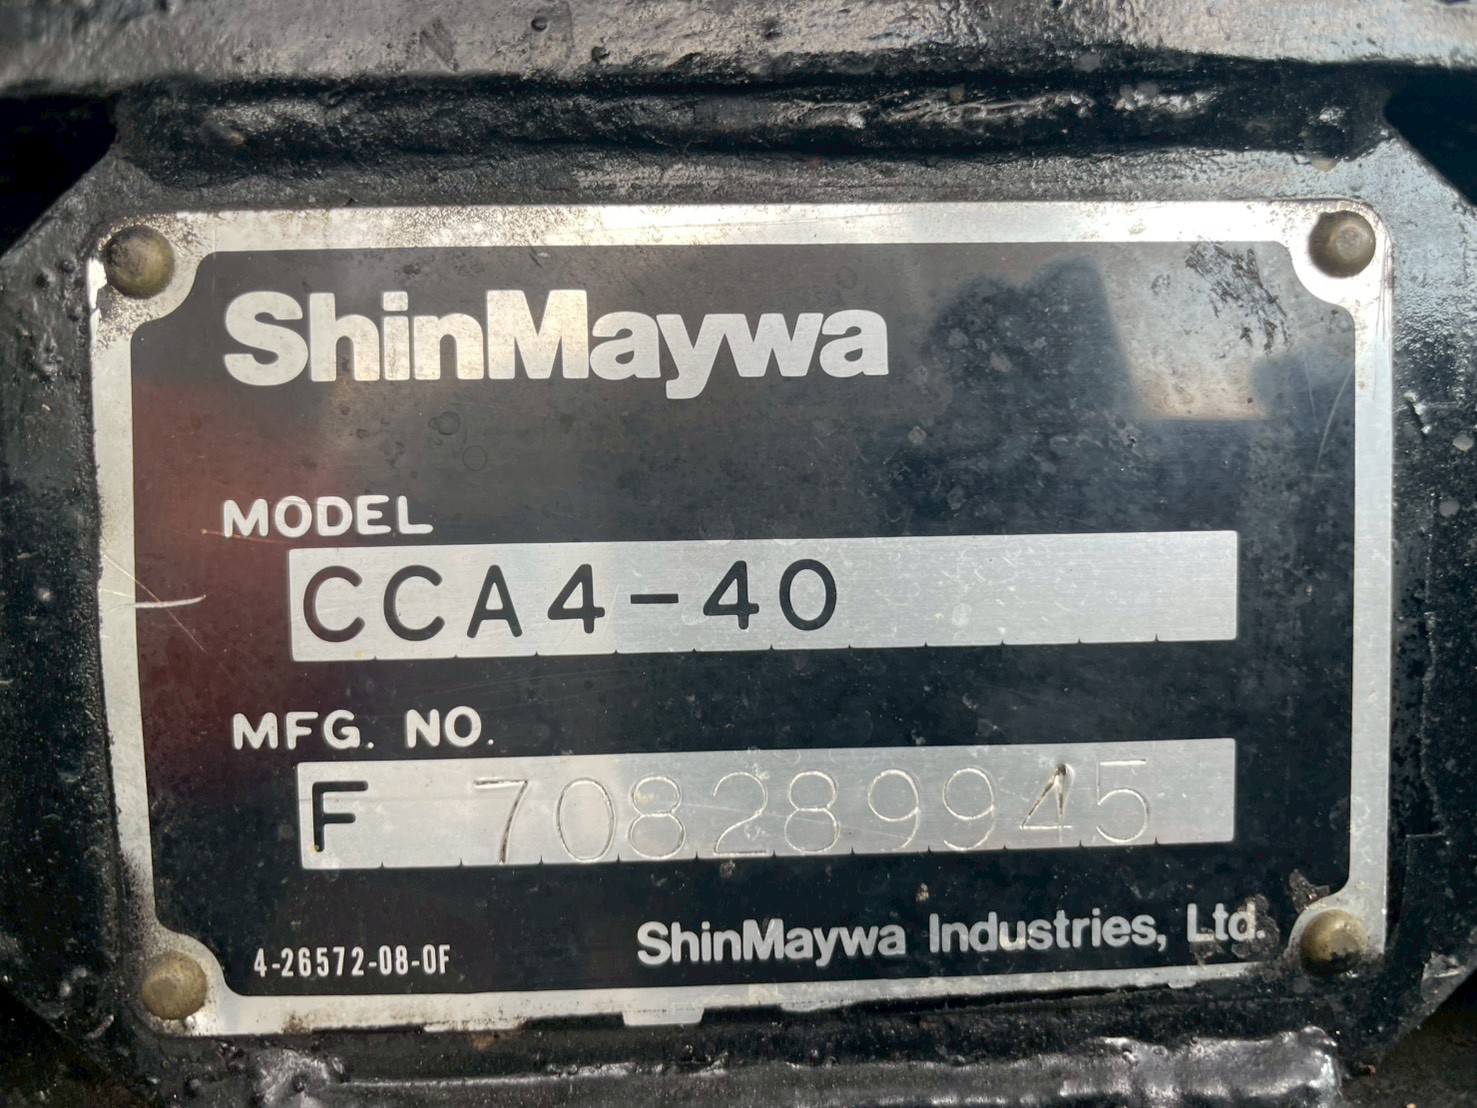 ShinMaywa
MODEL
CCA4-40
MFG. NO.
F 708289945
4-26572-08-0F
ShinMaywa Industries, Ltd.